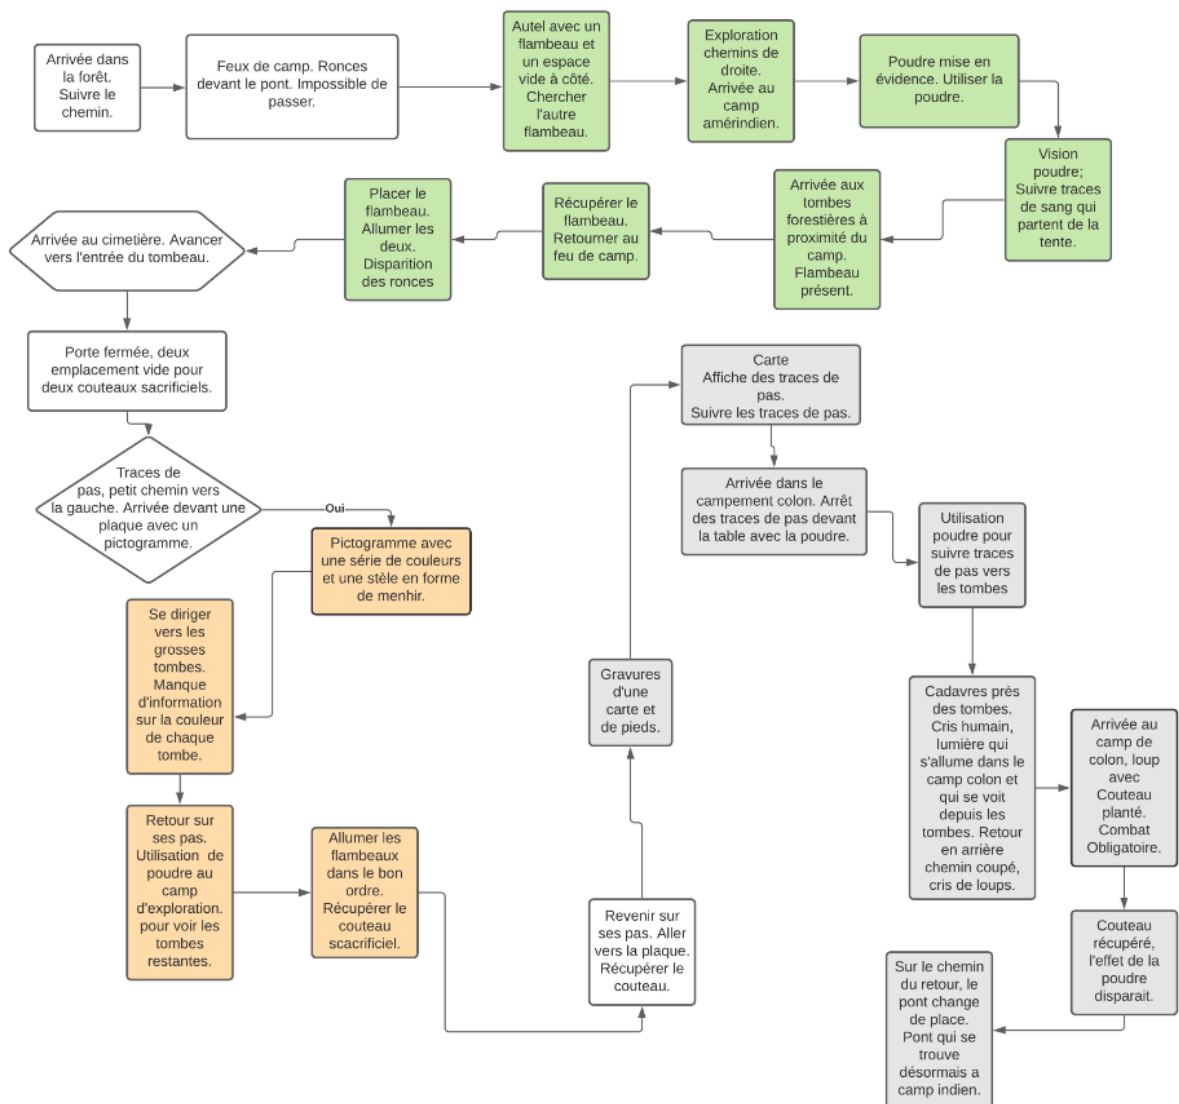 Arrivée dans
la forêt.
Suivre le
chemin.
Feux de camp. Ronces
devant le pont. Impossible de
passer.
Autel avec un
flambeau et
un espace
vide à côté.
Chercher
l'autre
flambeau.
Exploration
chemins de
droite.
Arrivée au
camp
amérindien.
Poudre mise en
évidence. Utiliser la
poudre.
Vision
poudre;
Suivre traces
de sang qui
partent de la
tente.
Arrivée aux
tombes
forestières à
proximité du
camp.
Flambeau
présent.
Récupérer le
flambeau.
Retourner au
feu de camp.
Placer le
flambeau.
Allumer les
deux.
Disparition
des ronces
Arrivée au cimetière. Avancer
vers l'entrée du tombeau.
Porte fermée, deux
emplacement vide pour
deux couteaux sacrificiels.
Traces de
pas, petit chemin vers
la gauche. Arrivée devant une
plaque avec un
pictogramme.
Oui
Pictogramme avec
une série de couleurs
et une stèle en forme
de menhir.
Se diriger
vers les
grosses
tombes.
Manque
d'information
sur la couleur
de chaque
tombe.
Retour sur
ses pas.
Utilisation de
poudre au
camp
d'exploration.
pour voir les
tombes
restantes.
Allumer les
flambeaux
dans le bon
ordre.
Récupérer le
couteau
scacrificiel.
Revenir sur
ses pas. Aller
vers la plaque.
Récupérer le
couteau.
Gravures
d'une
carte et
de pieds.
Carte
Affiche des traces de
pas.
Suivre les traces de pas.
Arrivée dans le
campement colon. Arrêt
des traces de pas devant
la table avec la poudre.
Utilisation
poudre pour
suivre traces
de pas vers
les tombes
Cadavres près
des tombes.
Cris humain,
lumière qui
s'allume dans le
camp colon et
qui se voit
depuis les
tombes. Retour
en arrière
chemin coupé,
cris de loups.
Arrivée au
camp de
colon, loup
avec
Couteau
planté.
Combat
Obligatoire.
Couteau
récupéré,
l'effet de la
poudre
disparait.
Sur le chemin
du retour, le
pont change
de place.
Pont qui se
trouve
désormais a
camp indien.